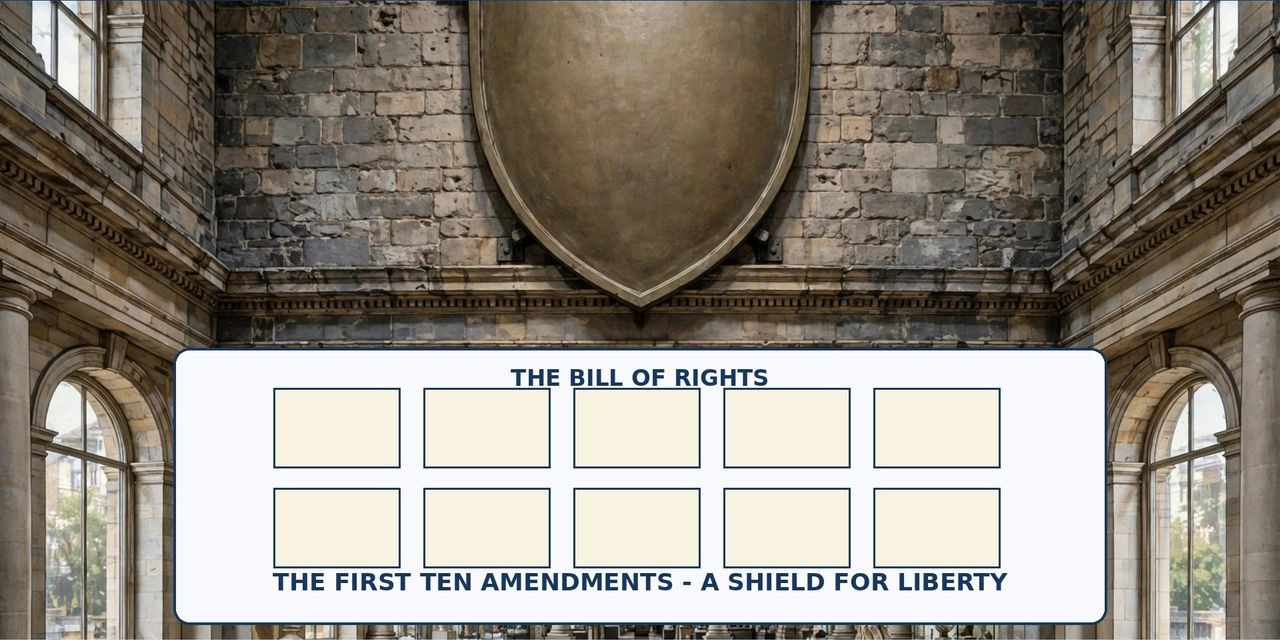 THE BILL OF RIGHTS
THE FIRST TEN AMENDMENTS - A SHIELD FOR LIBERTY